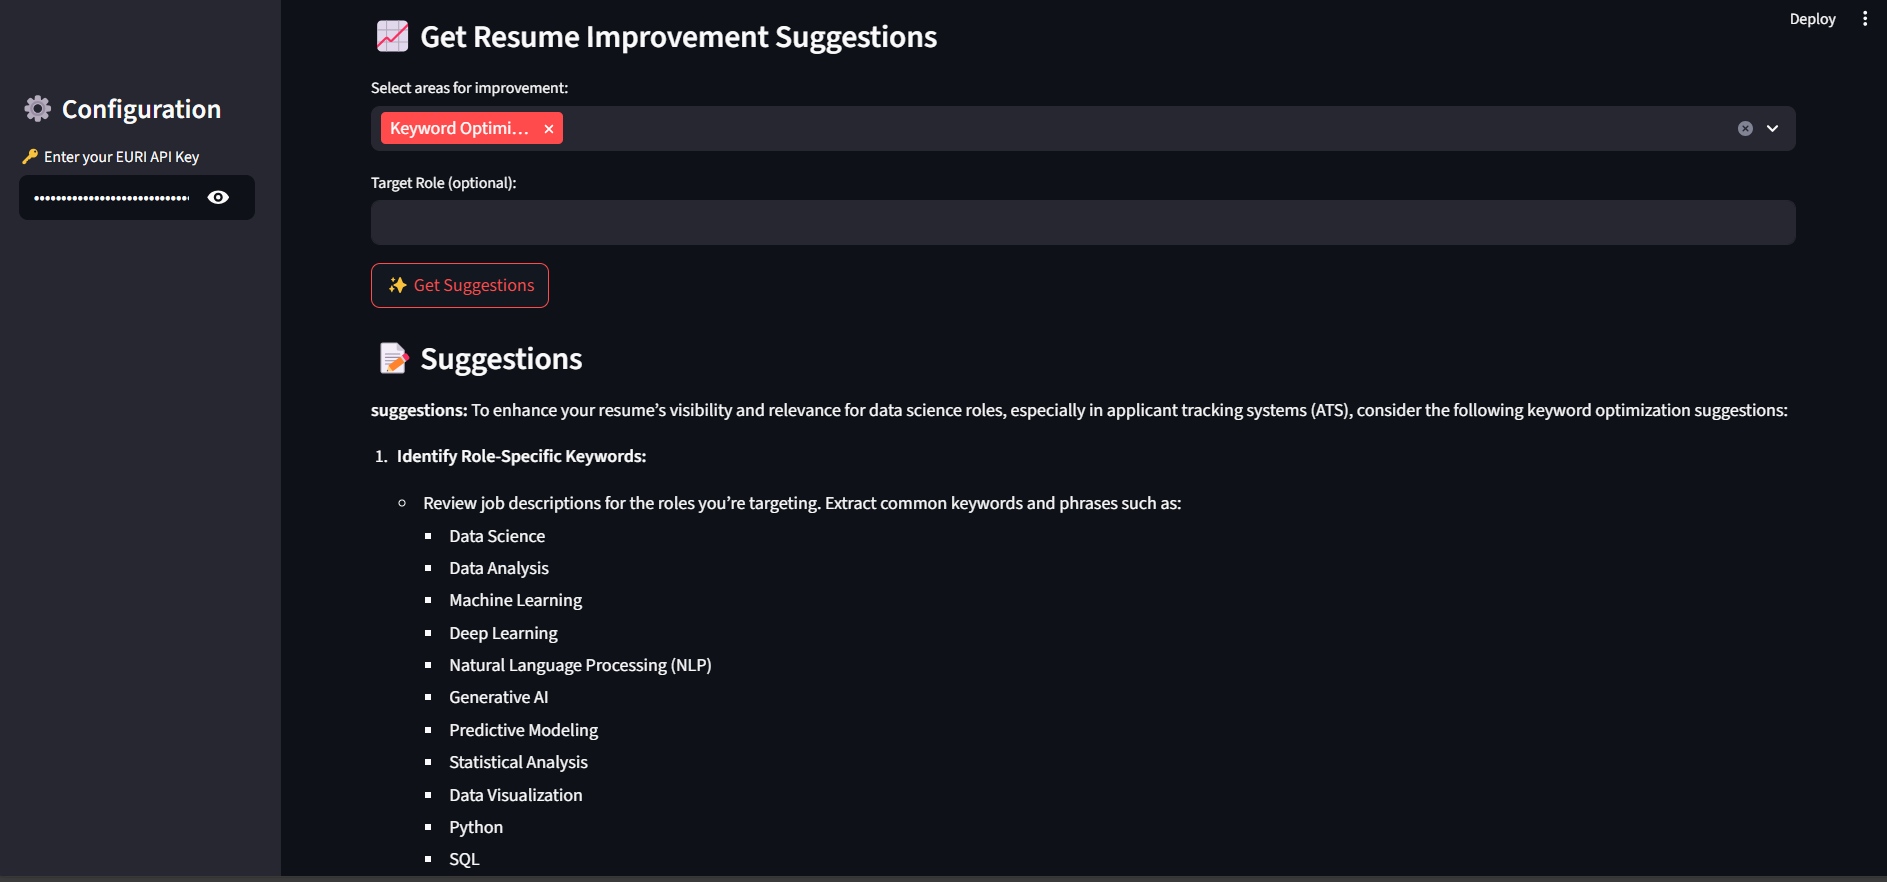 Deploy
Configuration
Enter your EURI API Key
••••••••••••••••••••••••••••••
Get Resume Improvement Suggestions
Select areas for improvement:
Keyword Optimi... ×
Target Role (optional):
Get Suggestions
Suggestions
suggestions: To enhance your resume’s visibility and relevance for data science roles, especially in applicant tracking systems (ATS), consider the following keyword optimization suggestions:
1. Identify Role-Specific Keywords:
Review job descriptions for the roles you’re targeting. Extract common keywords and phrases such as:
Data Science
Data Analysis
Machine Learning
Deep Learning
Natural Language Processing (NLP)
Generative AI
Predictive Modeling
Statistical Analysis
Data Visualization
Python
SQL